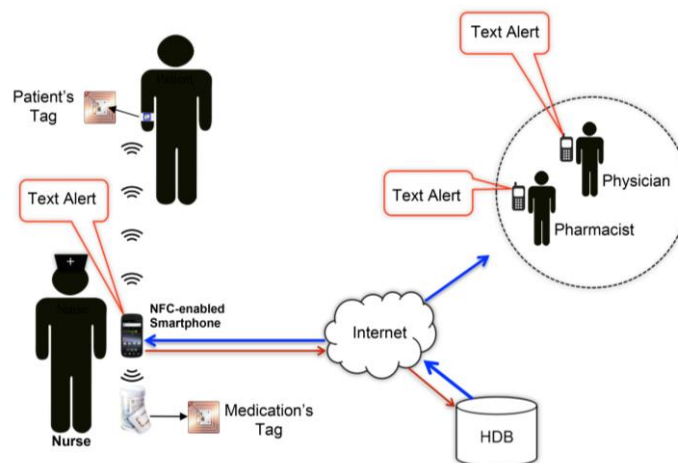 Text Alert
Patient's
Tag
Text Alert
Physician
Text Alert
Pharmacist
NFC-enabled
Smartphone
Internet
Medication's
Tag
Nurse
HDB